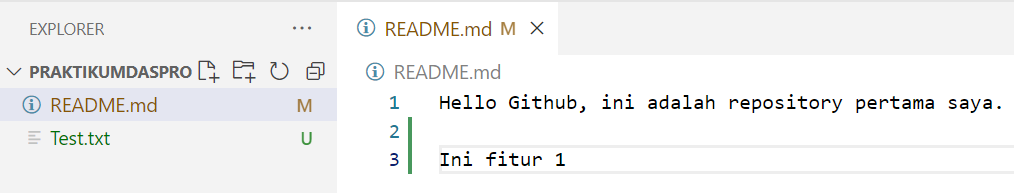 EXPLORER ...
PRAKTIKUMDASPRO
README.md M
Test.txt U
README.md M
README.md
1 Hello Github, ini adalah repository pertama saya.
2
3 Ini fitur 1